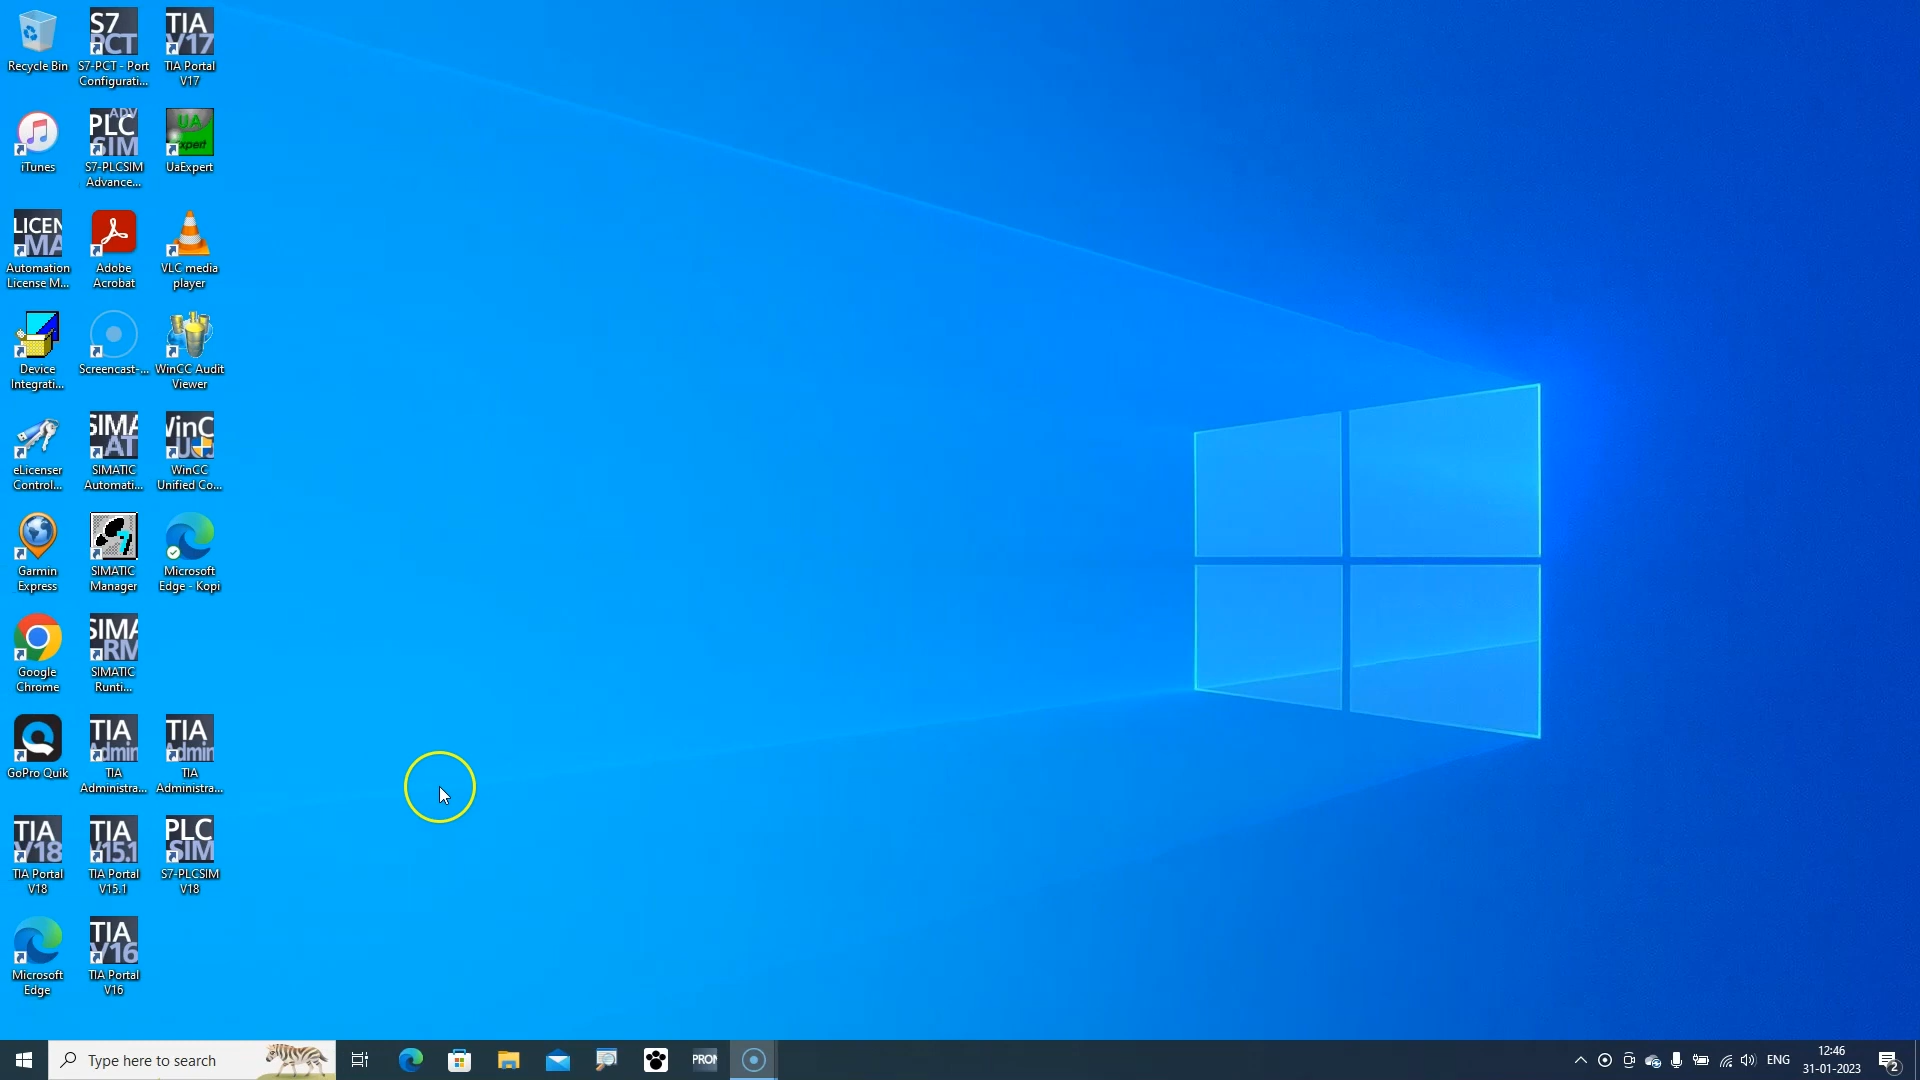 S7
PCT
TIA
V17
Recycle Bin
S7-PCT - Port
Configurati...
TIA Portal
V17
ADV
PLC
SIM
UA
expert
iTunes
S7-PLCSIM
Advance...
UaExpert
LICEN
MA
Automation
License M...
Adobe
Acrobat
VLC media
player
Device
Integrati...
Screencast-...
WinCC Audit
Viewer
SIMA
AT
WinC
U
eLicenser
Control...
SIMATIC
Automati...
WinCC
Unified Co...
Garmin
Express
SIMATIC
Manager
Microsoft
Edge - Kopi
SIMA
RM
Google
Chrome
SIMATIC
Runti...
TIA
Admin
TIA
Admin
GoPro Quik
TIA
Administra...
TIA
Administra...
TIA
V18
TIA
V15.1
PLC
SIM
TIA Portal
V18
TIA Portal
V15.1
S7-PLCSIM
V18
TIA
V16
Microsoft
Edge
TIA Portal
V16
Type here to search
PRON
ENG
12:46
31-01-2023
2